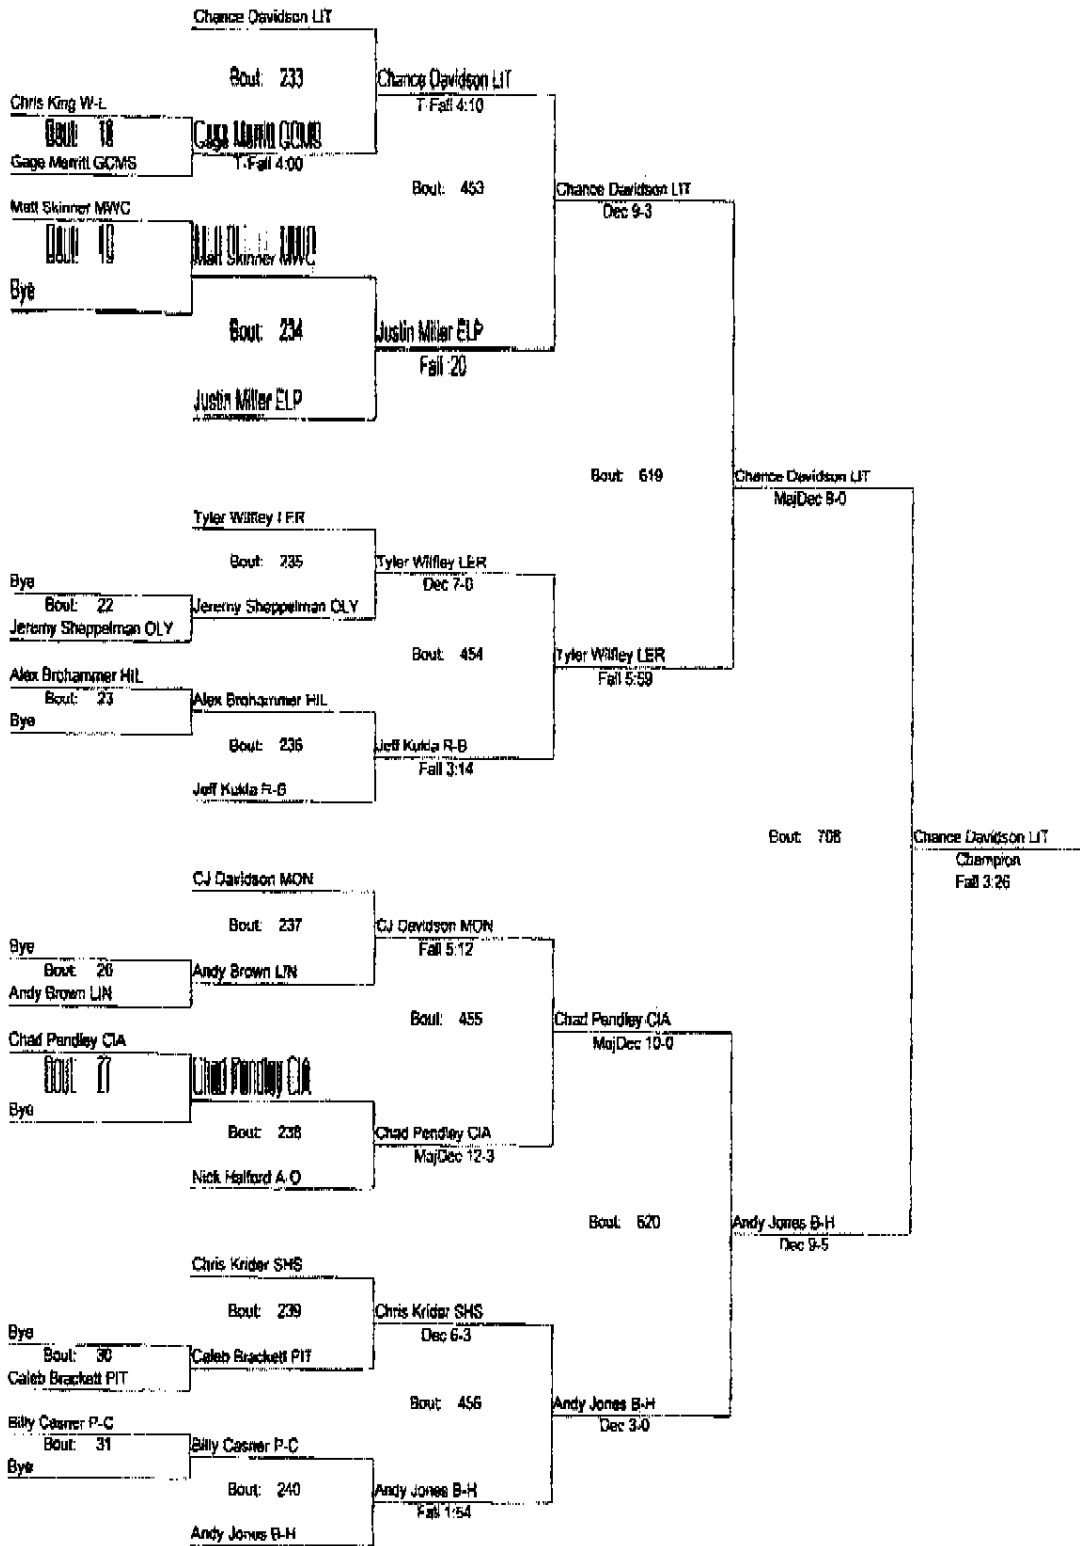 Chance Davidson LIT
Bout: 233
Chance Davidson LIT
T-Fall 4:10
Chris King W-L
Bout: 18
Gage Merritt GCMS
Gage Merritt GCMS
T-Fall 4:00
Bout: 453
Chance Davidson LIT
Dec 9-3
Matt Skinner MWC
Bout: 19
Matt Skinner MWC
Bye
Bout: 234
Justin Miller ELP
Fall :20
Justin Miller ELP
Bout: 619
Chance Davidson LIT
MajDec 8-0
Tyler Wilfley LER
Bout: 235
Tyler Wilfley LER
Dec 7-0
Bye
Bout: 22
Jeremy Sheppelman OLY
Jeremy Sheppelman OLY
Bout: 454
Tyler Wilfley LER
Fall 5:59
Alex Brohammer HIL
Bout: 23
Alex Brohammer HIL
Bye
Bout: 236
Jeff Kukla R-B
Fall 3:14
Jeff Kukla R-B
Bout: 708
Chance Davidson LIT
Champion
Fall 3:26
CJ Davidson MON
Bout: 237
CJ Davidson MON
Fall 5:12
Bye
Bout: 26
Andy Brown LIN
Andy Brown LIN
Bout: 455
Chad Pendley CIA
MajDec 10-0
Chad Pendley CIA
Bout: 27
Chad Pendley CIA
Bye
Bout: 238
Chad Pendley CIA
MajDec 12-3
Nick Halford A-O
Bout: 620
Andy Jones B-H
Dec 9-5
Chris Krider SHS
Bout: 239
Chris Krider SHS
Dec 6-3
Bye
Bout: 30
Caleb Brackett PIT
Caleb Brackett PIT
Bout: 456
Andy Jones B-H
Dec 3-0
Billy Casner P-C
Bout: 31
Billy Casner P-C
Bye
Bout: 240
Andy Jones B-H
Fall 1:54
Andy Jones B-H